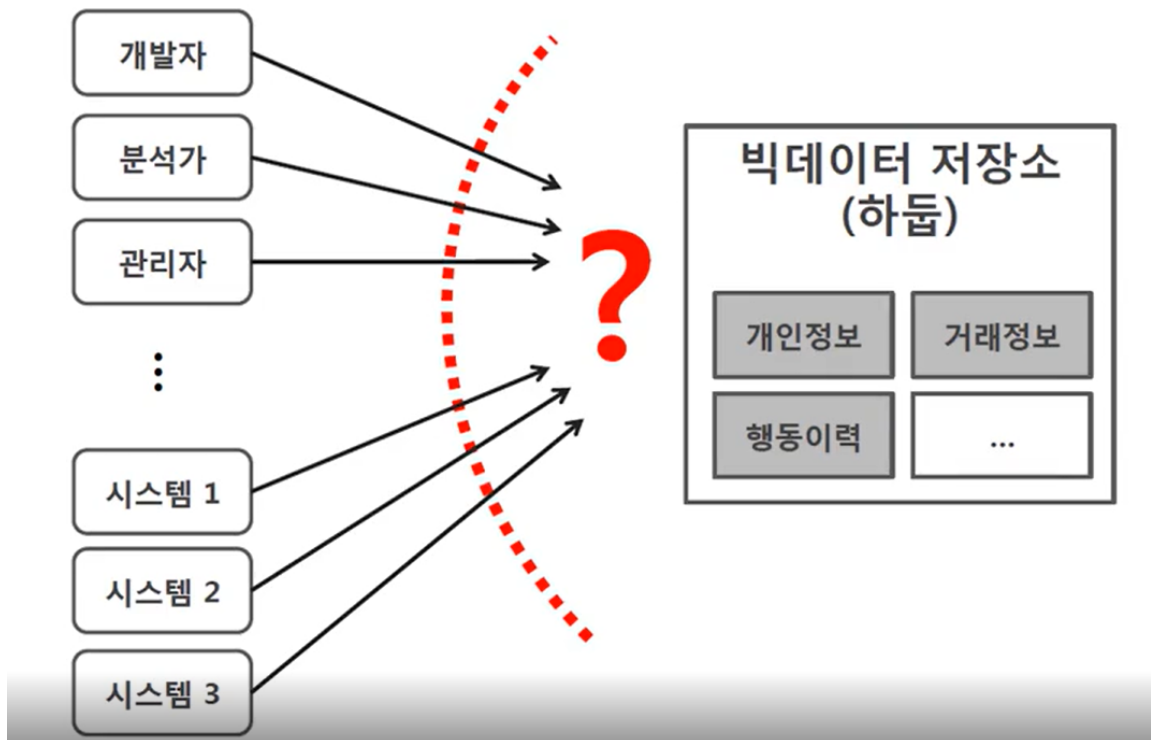 개발자
분석가
관리자
⋮
시스템 1
시스템 2
시스템 3
?
빅데이터 저장소
(하둡)
개인정보
거래정보
행동이력
...